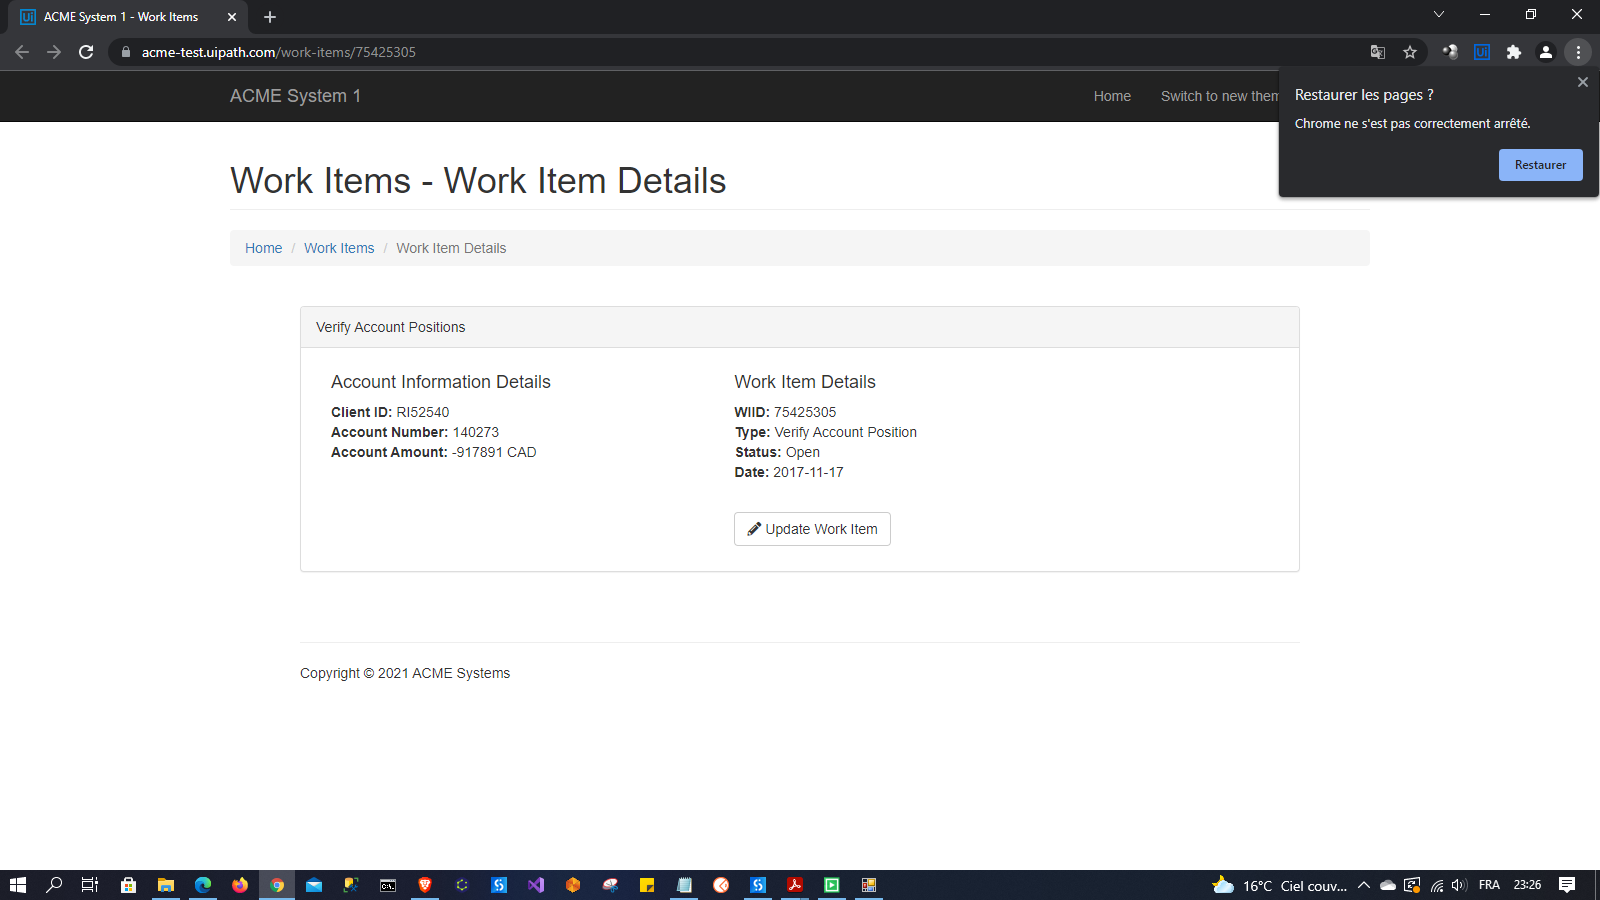 ACME System 1 - Work Items
acme-test.uipath.com/work-items/75425305
ACME System 1
Home
Switch to new them
Restaurer les pages ?
Chrome ne s'est pas correctement arrêté.
Restaurer
Work Items - Work Item Details
Home / Work Items / Work Item Details
Verify Account Positions
Account Information Details
Client ID: RI52540
Account Number: 140273
Account Amount: -917891 CAD
Work Item Details
WIID: 75425305
Type: Verify Account Position
Status: Open
Date: 2017-11-17
Update Work Item
Copyright © 2021 ACME Systems
16°C Ciel couv... FRA 23:26